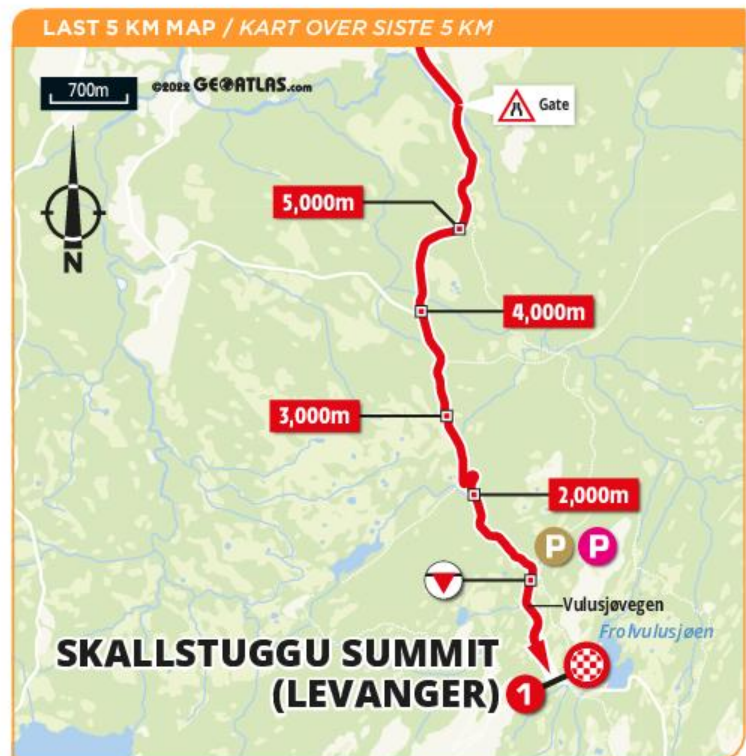 LAST 5 KM MAP / KART OVER SISTE 5 KM
700m
©2022 GEOATLAS.com
Gate
N
5,000m
4,000m
3,000m
2,000m
P P
Vulusjøvegen
Frolvulusjøen
SKALLSTUGGU SUMMIT
(LEVANGER)
1